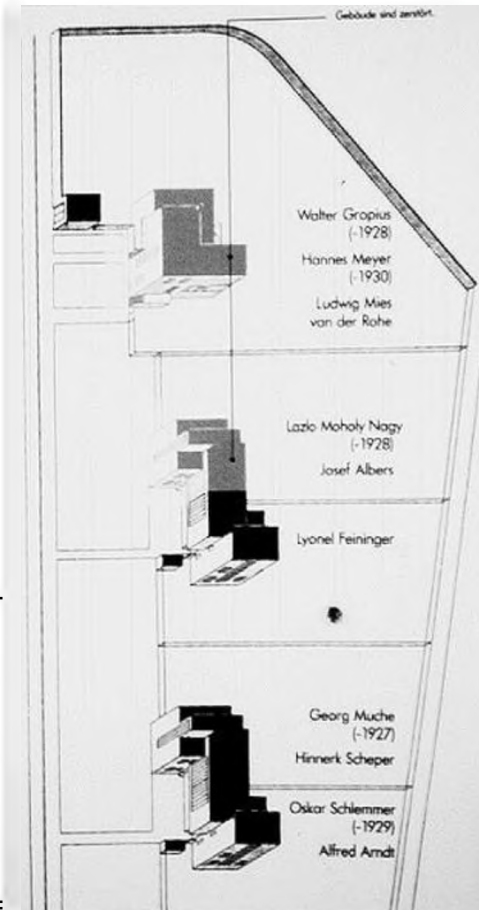 Gebäude sind zerstört.
Walter Gropius
(-1928)
Hannes Meyer
(-1930)
Ludwig Mies
van der Rohe
Lazlo Moholy Nagy
(-1928)
Josef Albers
Lyonel Feininger
Georg Muche
(-1927)
Hinnerk Scheper
Oskar Schlemmer
(-1929)
Alfred Arndt